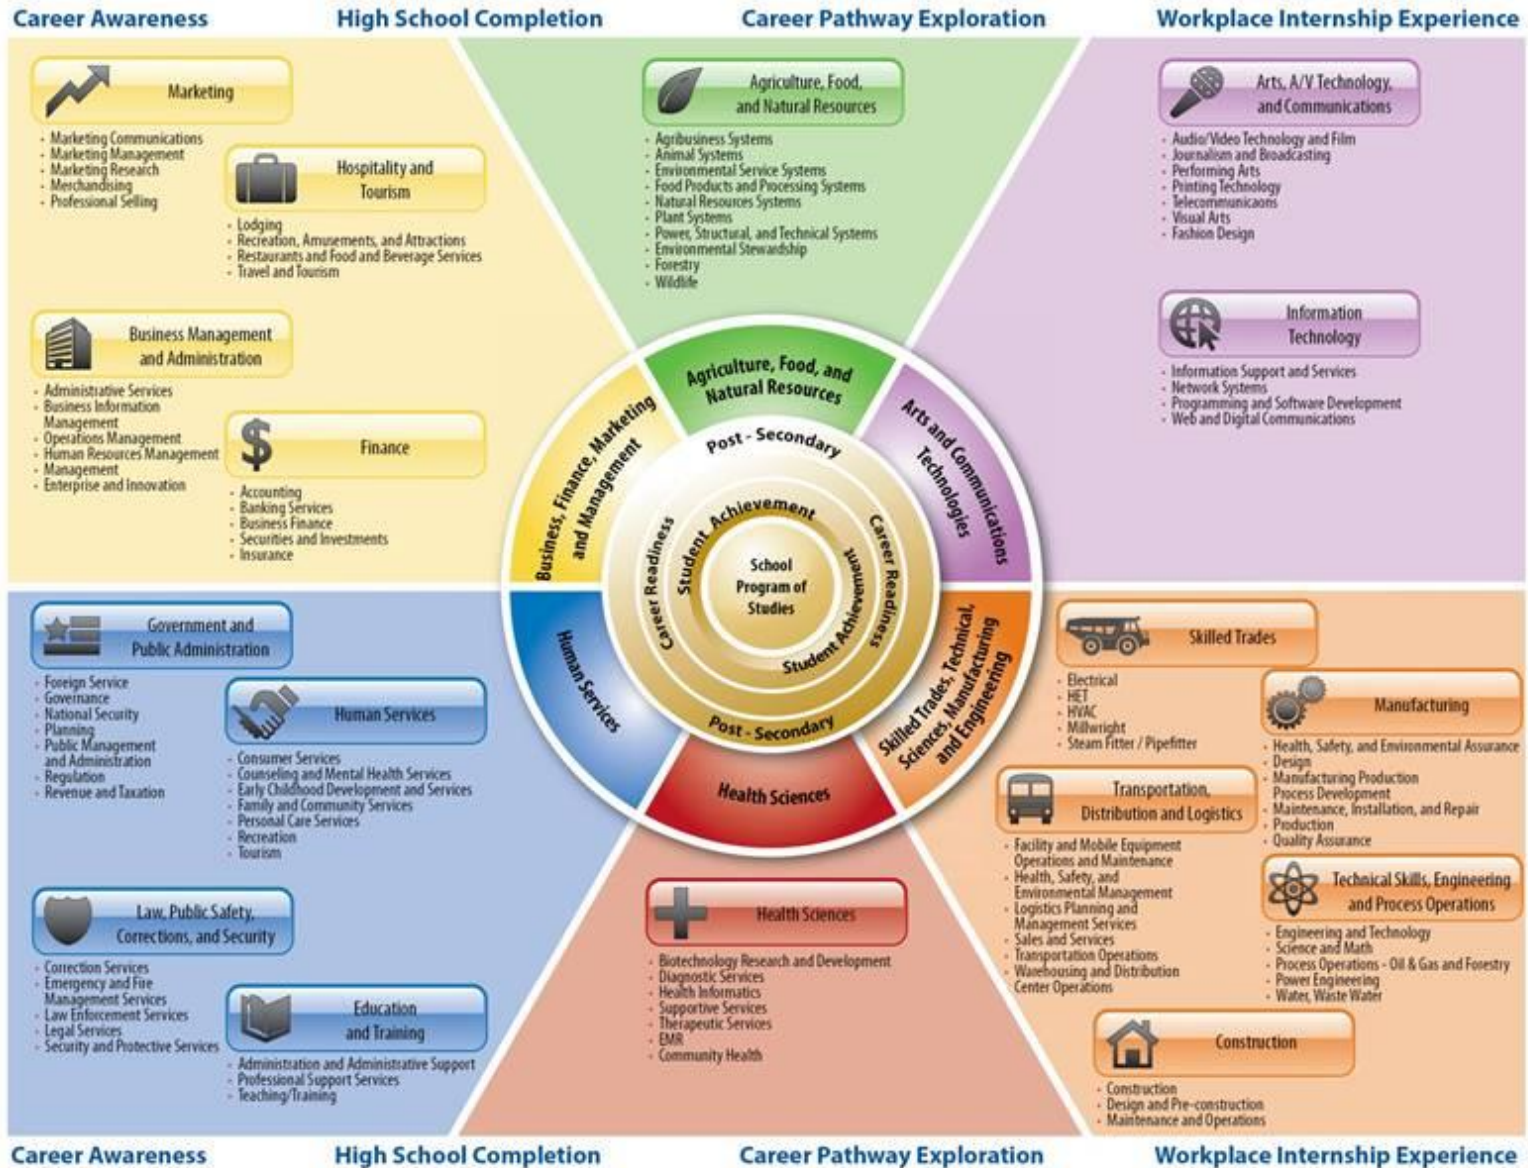 Career Awareness
High School Completion
Career Pathway Exploration
Workplace Internship Experience
Marketing
- Marketing Communications
- Marketing Management
- Marketing Research
- Merchandising
- Professional Selling
Hospitality and
Tourism
- Lodging
- Recreation, Amusements, and Attractions
- Restaurants and Food and Beverage Services
- Travel and Tourism
Business Management
and Administration
- Administrative Services
- Business Information
Management
- Operations Management
- Human Resources Management
- Management
- Enterprise and Innovation
Finance
- Accounting
- Banking Services
- Business Finance
- Securities and Investments
- Insurance
Agriculture, Food,
and Natural Resources
- Agribusiness Systems
- Animal Systems
- Environmental Service Systems
- Food Products and Processing Systems
- Natural Resources Systems
- Plant Systems
- Power, Structural, and Technical Systems
- Environmental Stewardship
- Forestry
- Wildlife
Arts, A/V Technology,
and Communications
- Audio/Video Technology and Film
- Journalism and Broadcasting
- Performing Arts
- Printing Technology
- Telecommunicaons
- Visual Arts
- Fashion Design
Information
Technology
- Information Support and Services
- Network Systems
- Programming and Software Development
- Web and Digital Communications
Agriculture, Food, and
Natural Resources
Arts and Communications
Technologies
Business, Finance, Marketing
and Management
Human Services
Health Sciences
Skilled Trades, Technical,
Sciences, Manufacturing
and Engineering
Post - Secondary
Career Readiness
Student Achievement
School
Program of
Studies
Student Achievement
Career Readiness
Post - Secondary
Government and
Public Administration
- Foreign Service
- Governance
- National Security
- Planning
- Public Management
and Administration
- Regulation
- Revenue and Taxation
Human Services
- Consumer Services
- Counseling and Mental Health Services
- Early Childhood Development and Services
- Family and Community Services
- Personal Care Services
- Recreation
- Tourism
Law, Public Safety,
Corrections, and Security
- Correction Services
- Emergency and Fire
Management Services
- Law Enforcement Services
- Legal Services
- Security and Protective Services
Education
and Training
- Administration and Administrative Support
- Professional Support Services
- Teaching/Training
Health Sciences
- Biotechnology Research and Development
- Diagnostic Services
- Health Informatics
- Supportive Services
- Therapeutic Services
- EMR
- Community Health
Skilled Trades
- Electrical
- HET
- HVAC
- Millwright
- Steam Fitter / Pipefitter
Manufacturing
- Health, Safety, and Environmental Assurance
- Design
- Manufacturing Production
Process Development
- Maintenance, Installation, and Repair
- Production
- Quality Assurance
Transportation,
Distribution and Logistics
- Facility and Mobile Equipment
Operations and Maintenance
- Health, Safety, and
Environmental Management
- Logistics Planning and
Management Services
- Sales and Services
- Transportation Operations
- Warehousing and Distribution
Center Operations
Technical Skills, Engineering
and Process Operations
- Engineering and Technology
- Science and Math
- Process Operations - Oil & Gas and Forestry
- Power Engineering
- Water, Waste Water
Construction
- Construction
- Design and Pre-construction
- Maintenance and Operations
Career Awareness
High School Completion
Career Pathway Exploration
Workplace Internship Experience